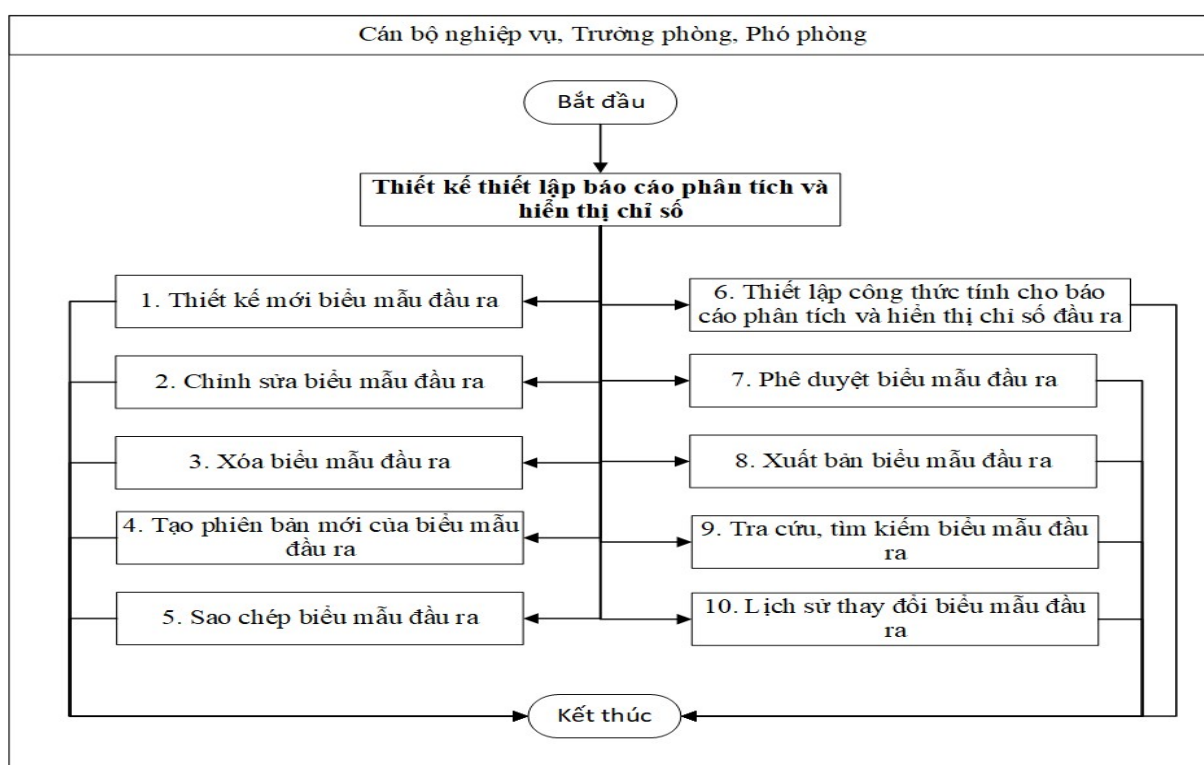 Cán bộ nghiệp vụ, Trưởng phòng, Phó phòng
Bắt đầu
Thiết kế thiết lập báo cáo phân tích và
hiển thị chỉ số
1. Thiết kế mới biểu mẫu đầu ra
2. Chỉnh sửa biểu mẫu đầu ra
3. Xóa biểu mẫu đầu ra
4. Tạo phiên bản mới của biểu mẫu
đầu ra
5. Sao chép biểu mẫu đầu ra
6. Thiết lập công thức tính cho báo
cáo phân tích và hiển thị chỉ số đầu ra
7. Phê duyệt biểu mẫu đầu ra
8. Xuất bản biểu mẫu đầu ra
9. Tra cứu, tìm kiếm biểu mẫu đầu
ra
10. Lịch sử thay đổi biểu mẫu đầu
ra
Kết thúc